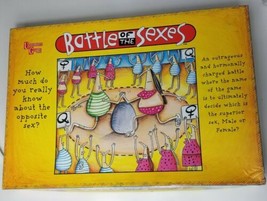 BATTLE OF THE SEXES
How much do
you really
know about
the opposite
sex?
An outrageous
and hormonally
charged battle
where the name
of the game
is to ultimately
decide which is
the superior
sex, Male or
Female?
Q
Q